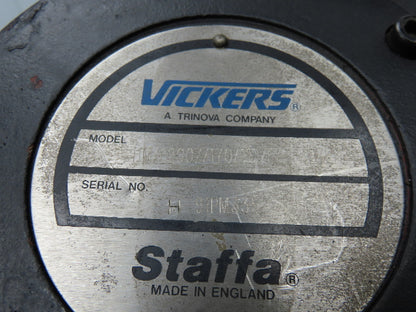 VICKERS®
A TRINOVA COMPANY
MODEL
SERIAL NO.
Staffa®
MADE IN ENGLAND